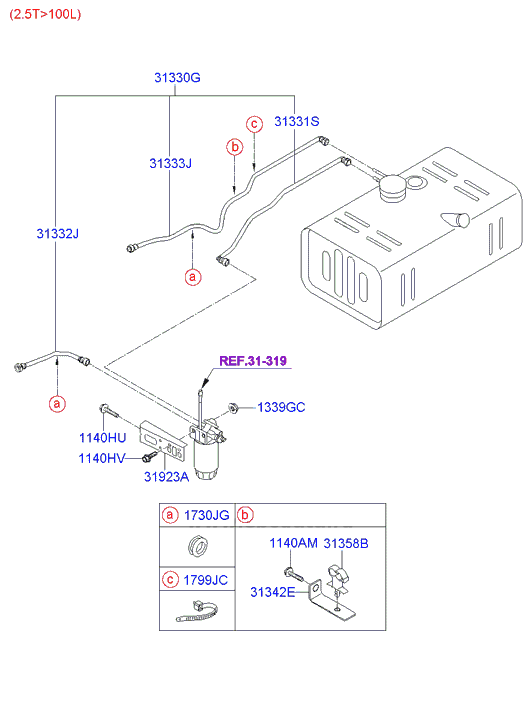 (2.5T>100L)
31330G
c
31331S
b
31333J
31332J
a
REF.31-319
a
1339GC
1140HU
1140HV
31923A
a 1730JG b
1140AM 31358B
c 1799JC
31342E